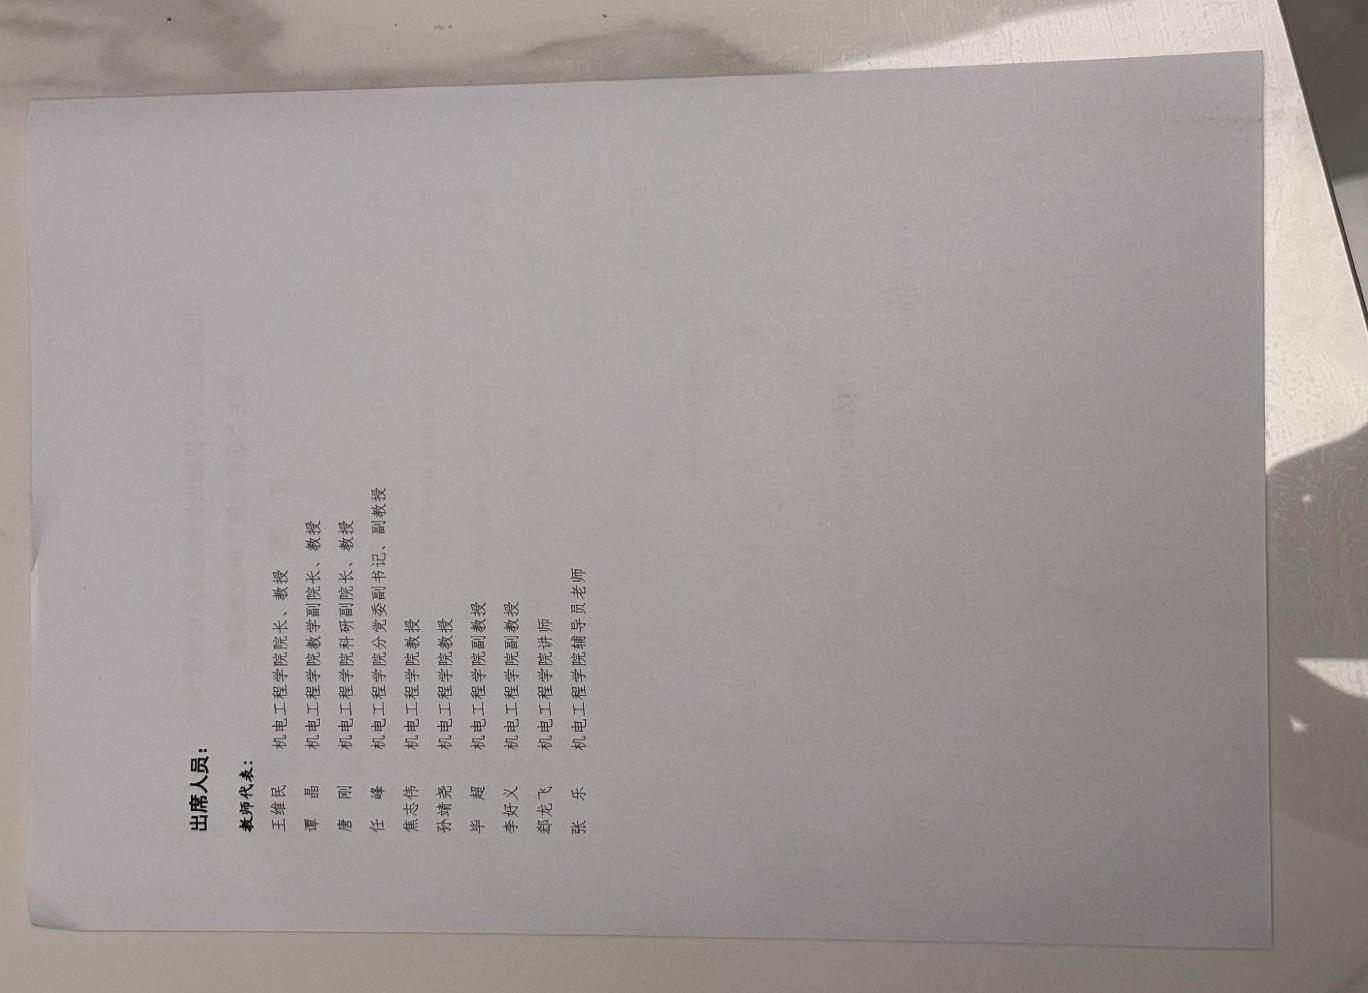 出席人员：
教师代表：
王维民 机电工程学院院长、教授
谭 晶 机电工程学院教学副院长、教授
唐 刚 机电工程学院科研副院长、教授
任 峰 机电工程学院分党委副书记、副教授
焦志伟 机电工程学院教授
孙靖尧 机电工程学院教授
毕 超 机电工程学院副教授
李好义 机电工程学院副教授
郄龙飞 机电工程学院讲师
张 乐 机电工程学院辅导员老师